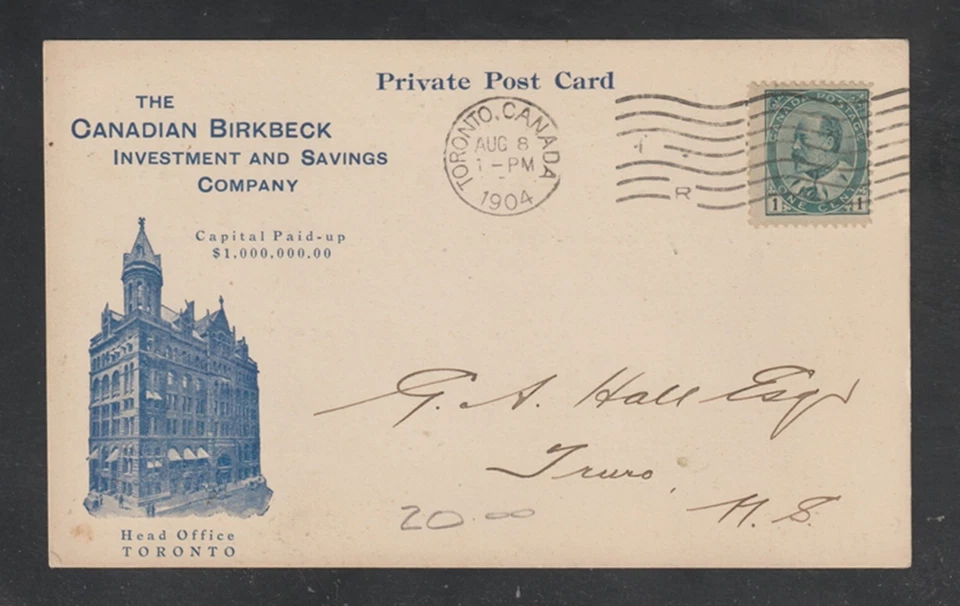 Private Post Card
THE
CANADIAN BIRKBECK
INVESTMENT AND SAVINGS
COMPANY
Capital Paid-up
$1,000,000.00
TORONTO, CANADA
AUG 8
1-PM
1904
R
CANADA POSTAGE
ONE CENT
1 1
G. A. Hall Esq
Truro,
N. S.
20.00
Head Office
TORONTO